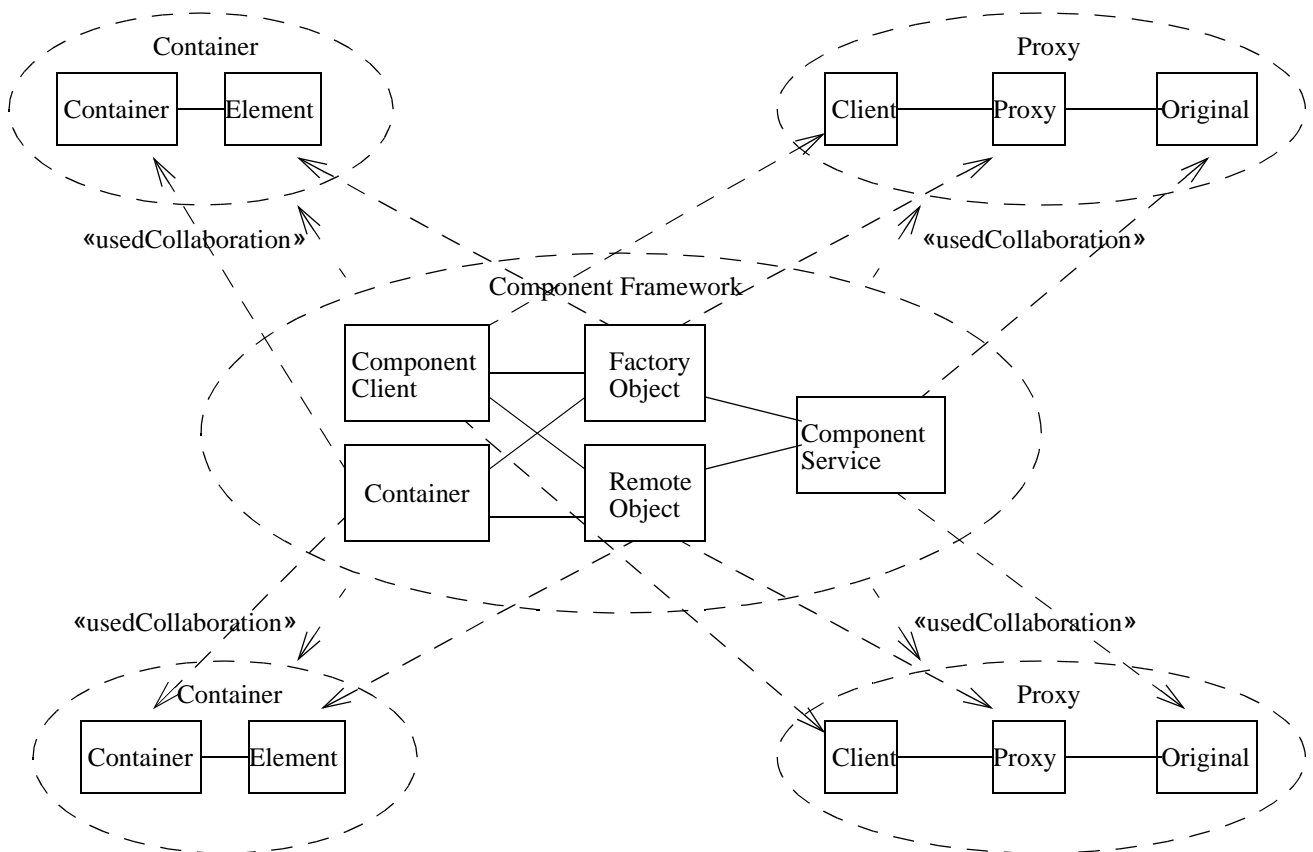 Container
Proxy
Container
Element
Client
Proxy
Original
«usedCollaboration»
«usedCollaboration»
Component Framework
Component
Client
Factory
Object
Component
Service
Container
Remote
Object
«usedCollaboration»
«usedCollaboration»
Container
Proxy
Container
Element
Client
Proxy
Original